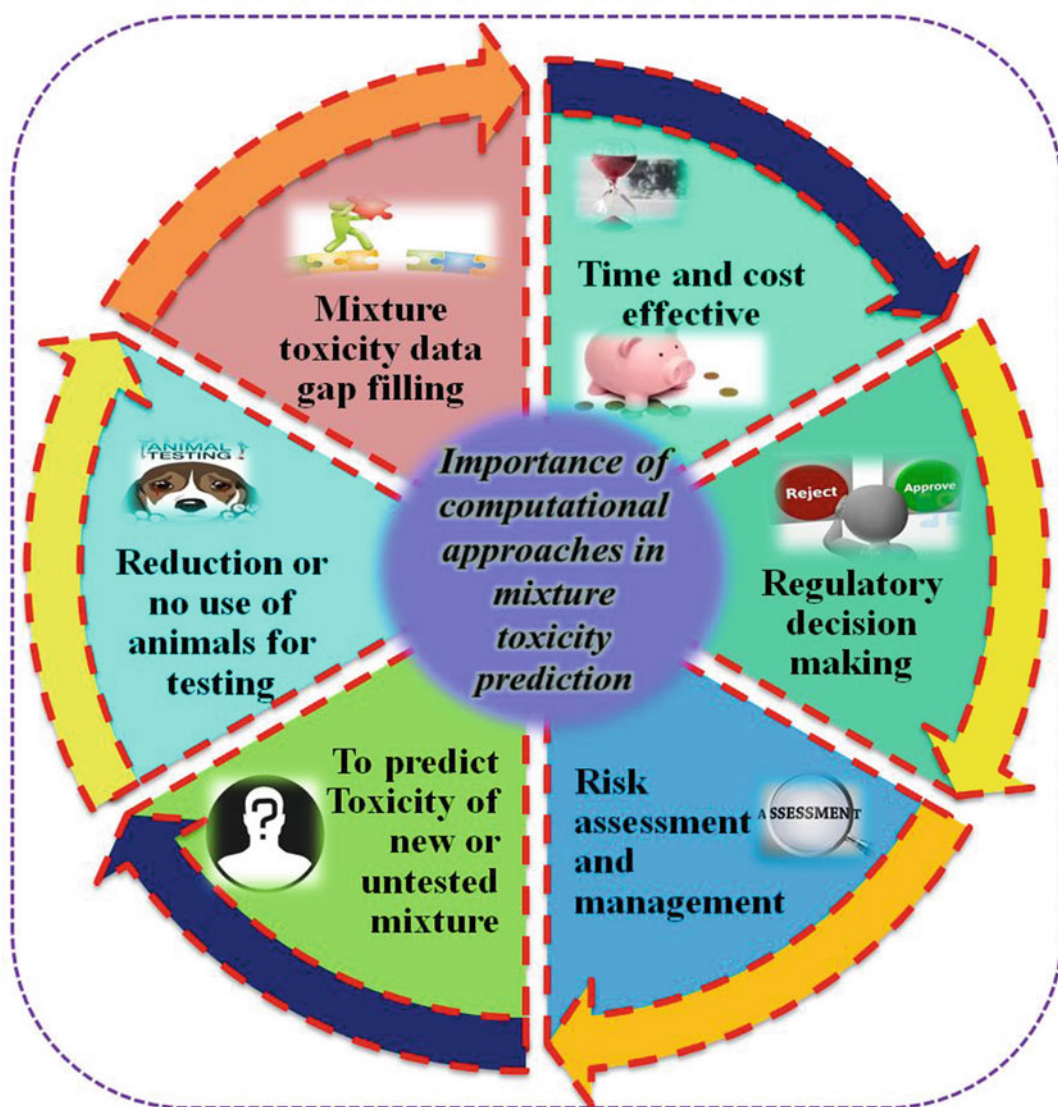 Importance of
computational
approaches in
mixture
toxicity
prediction
Time and cost
effective
Reject
Approve
Regulatory
decision
making
Risk
assessment
and
management
ASSESSMENT
To predict
Toxicity of
new or
untested
mixture
?
ANIMAL
TESTING
Reduction or
no use of
animals for
testing
Mixture
toxicity data
gap filling